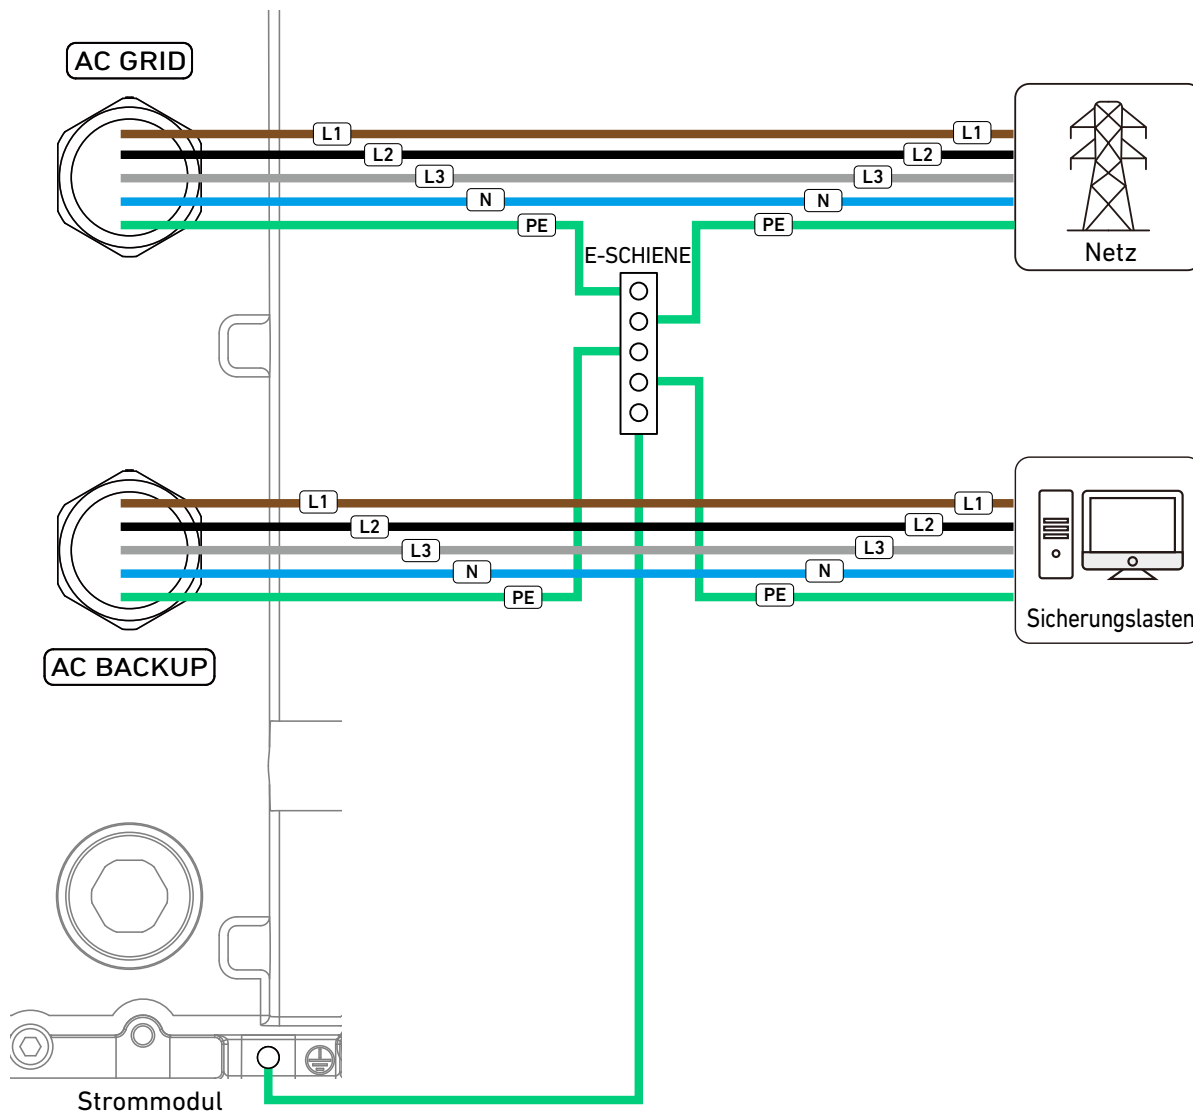 AC GRID
L1 L1
L2 L2
L3 L3
N N
PE PE
E-SCHIENE
Netz
L1 L1
L2 L2
L3 L3
N N
PE PE
Sicherungslasten
AC BACKUP
Strommodul